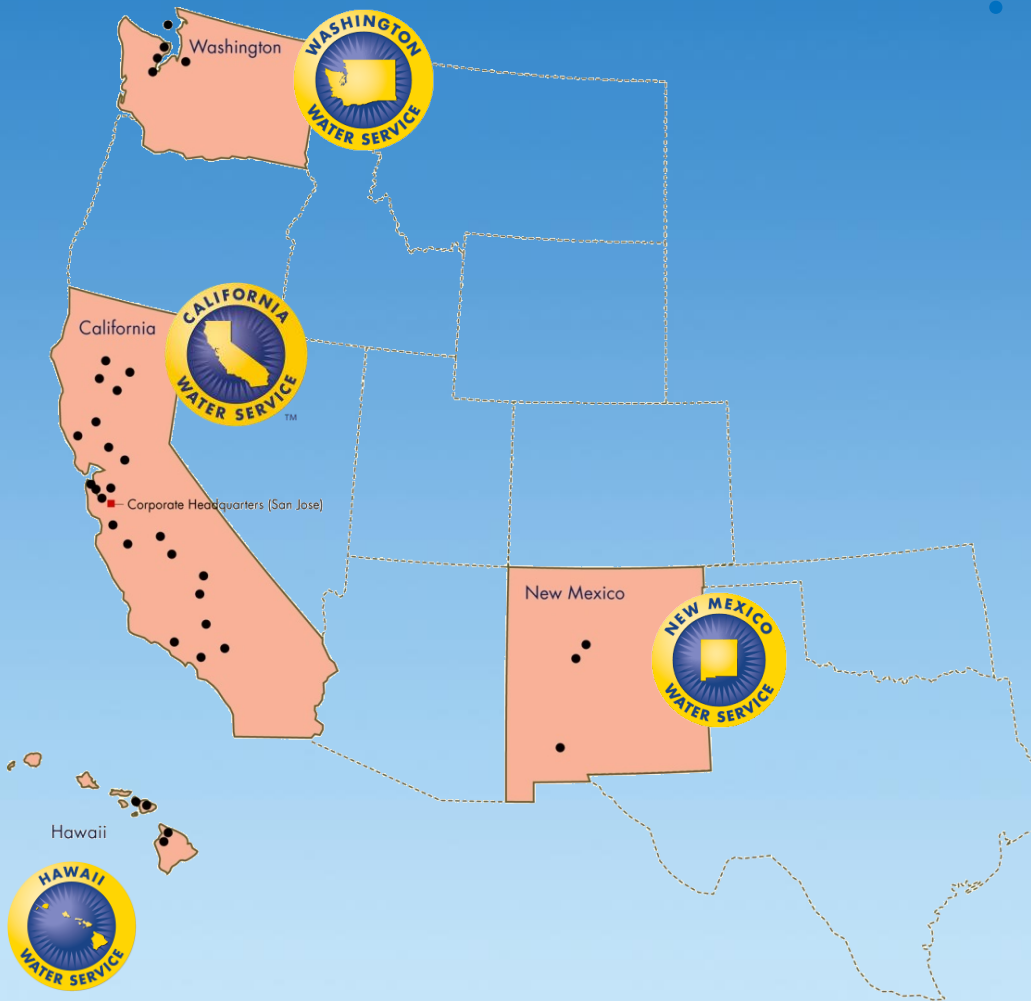 Washington
WASHINGTON
WATER SERVICE
California
CALIFORNIA
WATER SERVICE
TM
Corporate Headquarters (San Jose)
New Mexico
NEW MEXICO
WATER SERVICE
Hawaii
HAWAII
WATER SERVICE